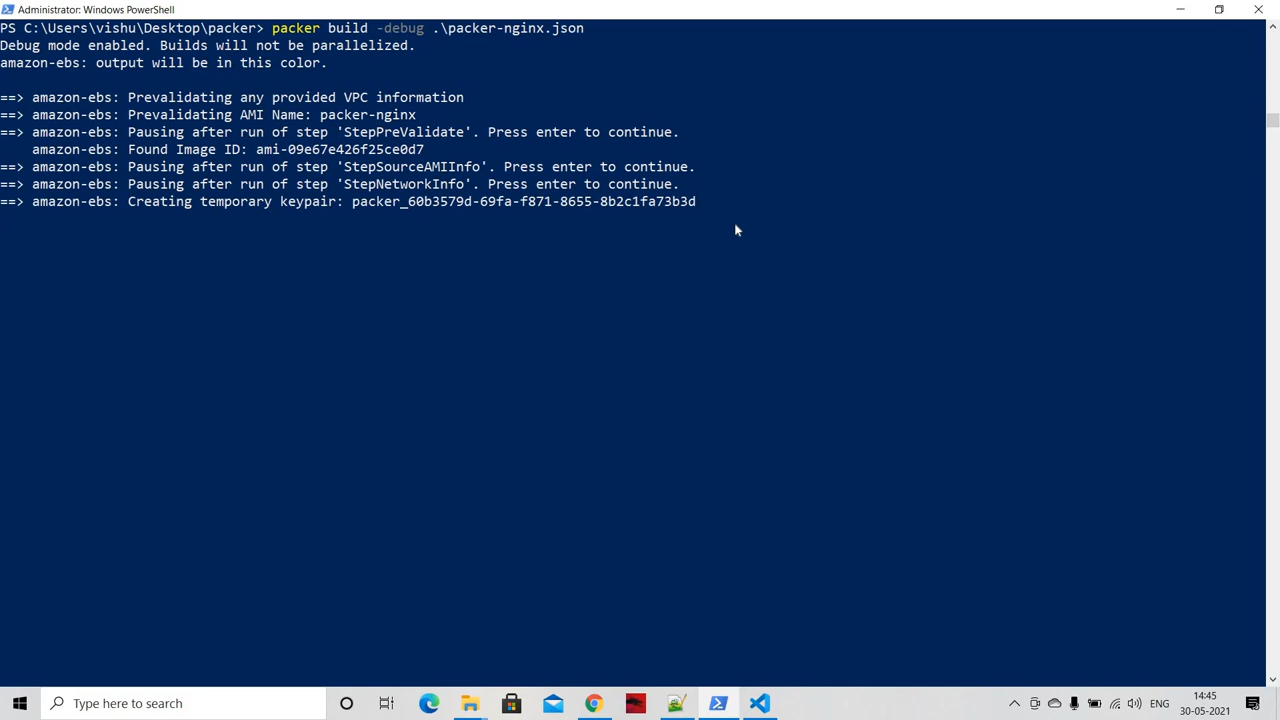 Administrator: Windows PowerShell
PS C:\Users\vishu\Desktop\packer> packer build -debug .\packer-nginx.json
Debug mode enabled. Builds will not be parallelized.
amazon-ebs: output will be in this color.
==> amazon-ebs: Prevalidating any provided VPC information
==> amazon-ebs: Prevalidating AMI Name: packer-nginx
==> amazon-ebs: Pausing after run of step 'StepPreValidate'. Press enter to continue.
    amazon-ebs: Found Image ID: ami-09e67e426f25ce0d7
==> amazon-ebs: Pausing after run of step 'StepSourceAMIInfo'. Press enter to continue.
==> amazon-ebs: Pausing after run of step 'StepNetworkInfo'. Press enter to continue.
==> amazon-ebs: Creating temporary keypair: packer_60b3579d-69fa-f871-8655-8b2c1fa73b3d
Type here to search
ENG
14:45
30-05-2021